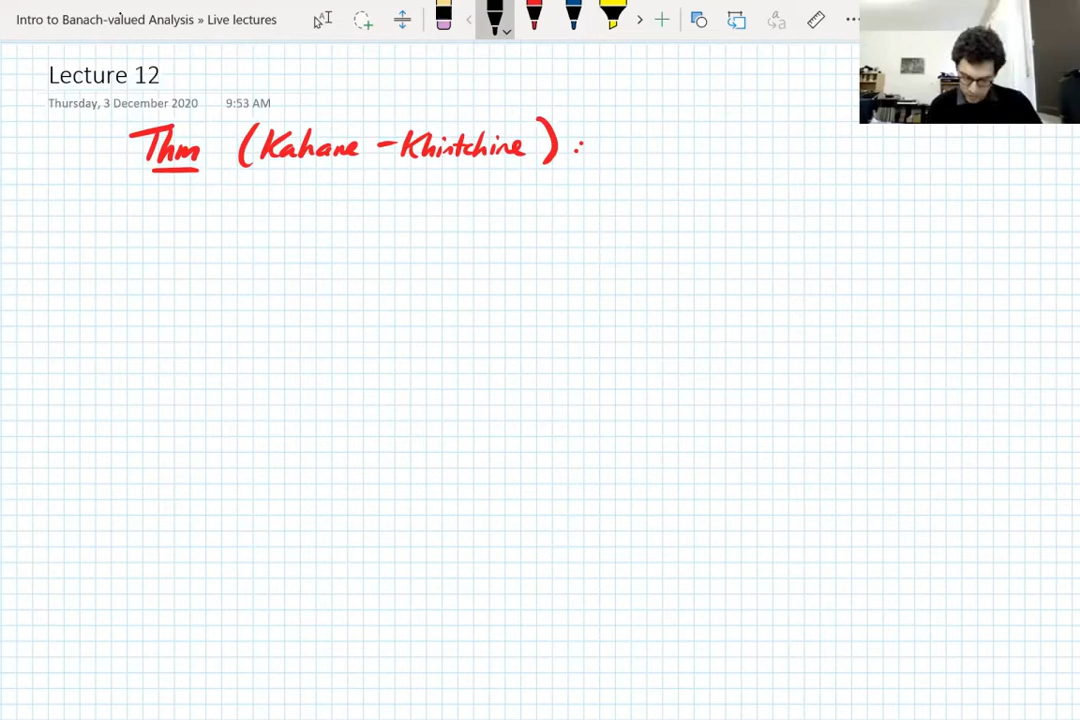 Intro to Banach-valued Analysis » Live lectures
Lecture 12
Thursday, 3 December 2020 9:53 AM
Thm (Kahane - Khintchine) :